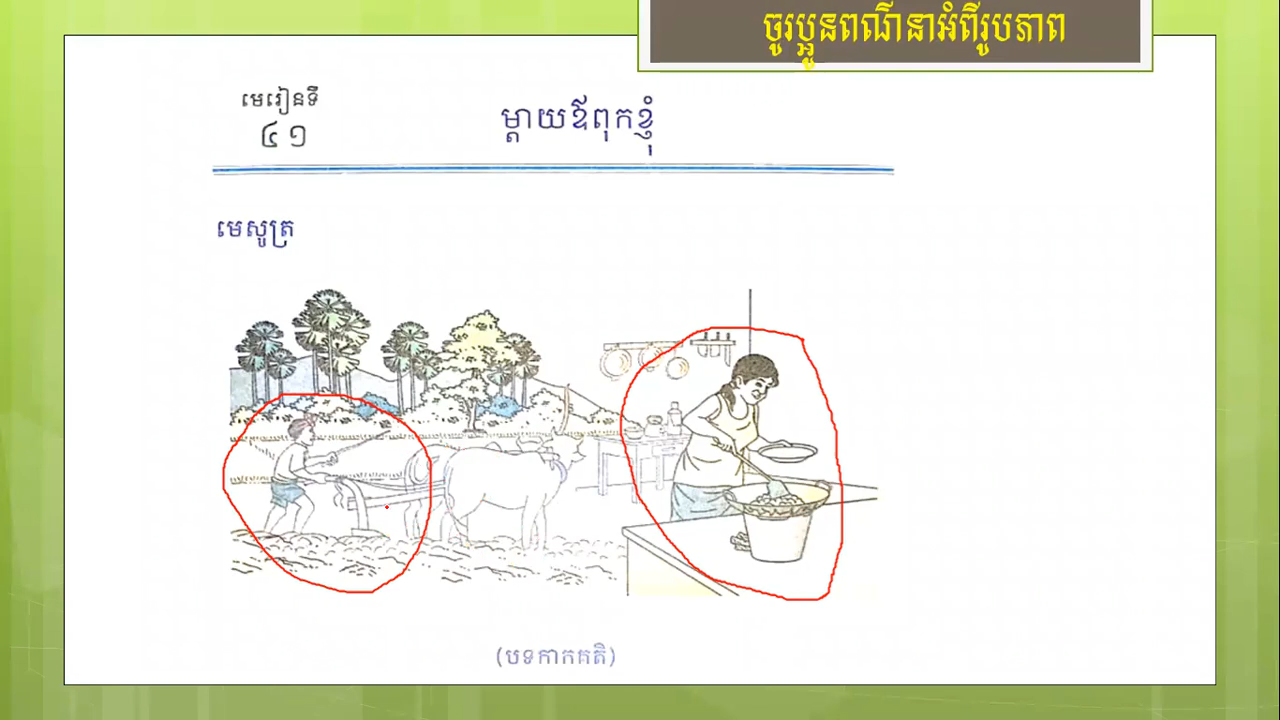 ចូរប្អូនពណ៌នាអំពីរូបភាព
មេរៀនទី
៤១
ម្តាយឪពុកខ្ញុំ
មេសូត្រ
(បទកាកគតិ)